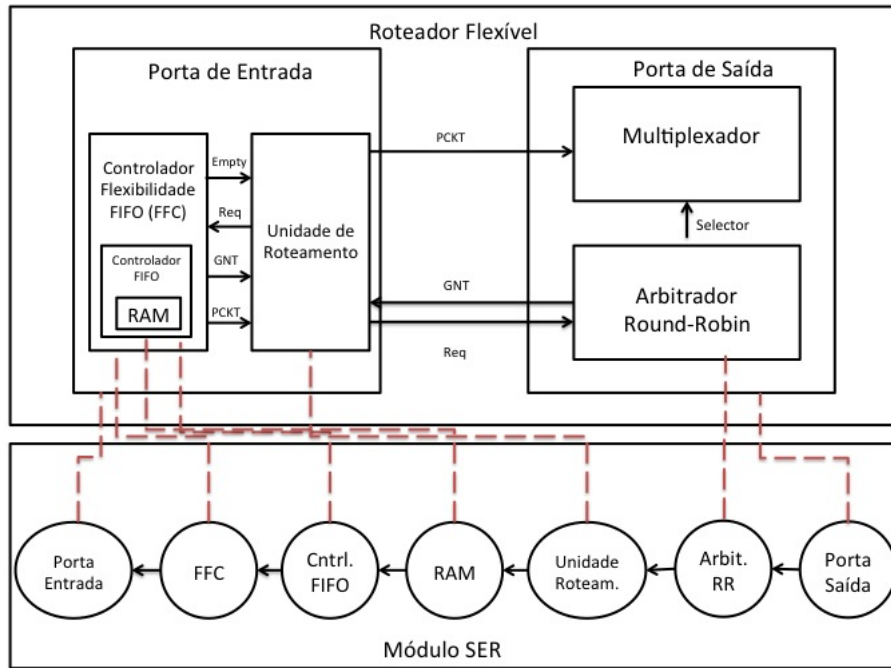 Roteador Flexível
Porta de Entrada
Porta de Saída
Controlador
Flexibilidade
FIFO (FFC)
Controlador
FIFO
RAM
Empty
Req
GNT
PCKT
Unidade de
Roteamento
PCKT
GNT
Req
Multiplexador
Selector
Arbitrador
Round-Robin
Porta
Entrada
FFC
Cntrl.
FIFO
RAM
Unidade
Roteam.
Arbit.
RR
Porta
Saída
Módulo SER